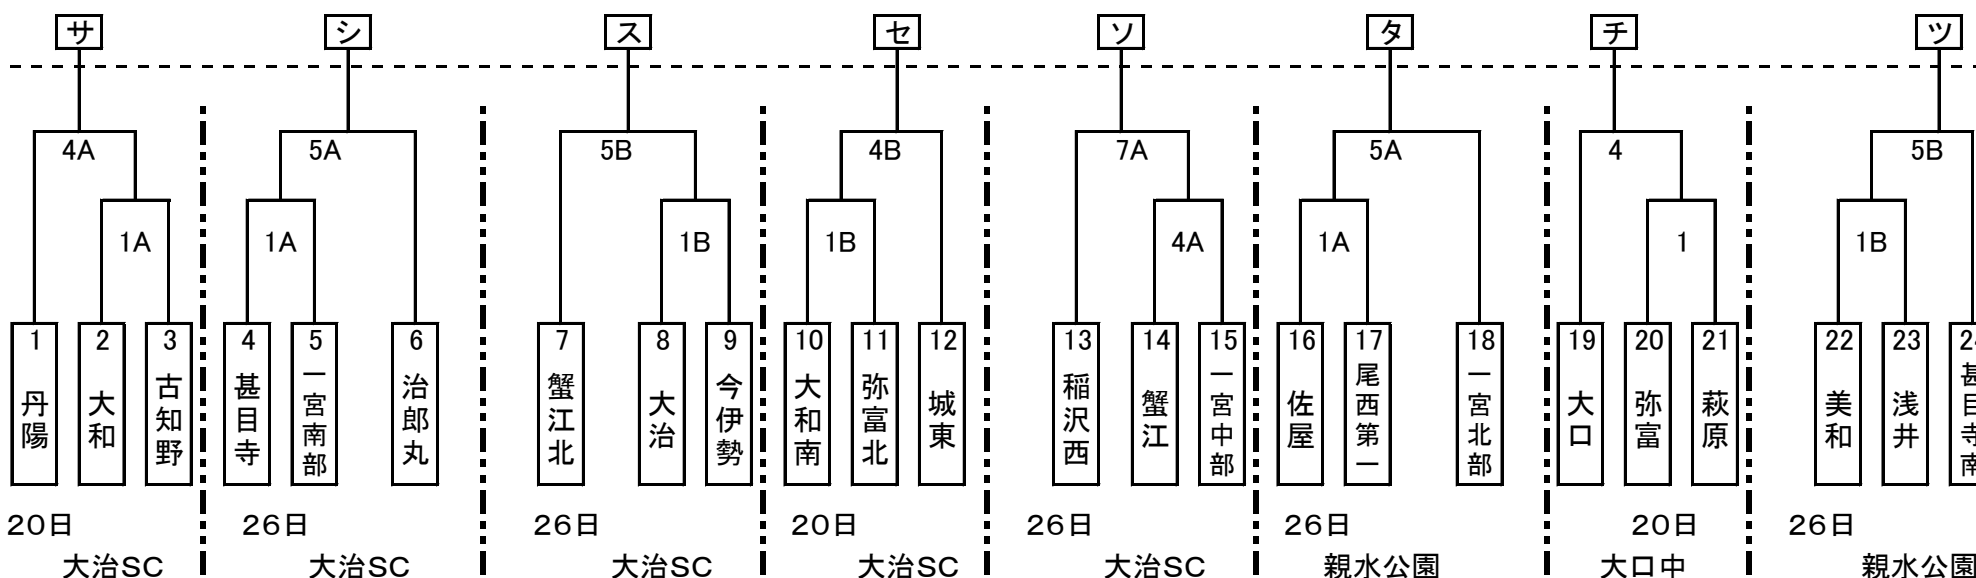 サ シ ス セ ソ タ チ ツ
4A 5A 5B 4B 7A 5A 4 5B
1A 1A 1B 1B 4A 1A 1 1B
1 2 3 4 5 6 7 8 9 10 11 12 13 14 15 16 17 18 19 20 21 22 23 24
丹陽
大和
古知野
甚目寺
一宮南部
治郎丸
蟹江北
大治
今伊勢
大和南
弥富北
城東
稲沢西
蟹江
一宮中部
佐屋
尾西第一
一宮北部
大口
弥富
萩原
美和
浅井
甚目寺南
20日 26日 26日 20日 26日 26日 20日 26日
大治SC 大治SC 大治SC 大治SC 大治SC 親水公園 大口中 親水公園